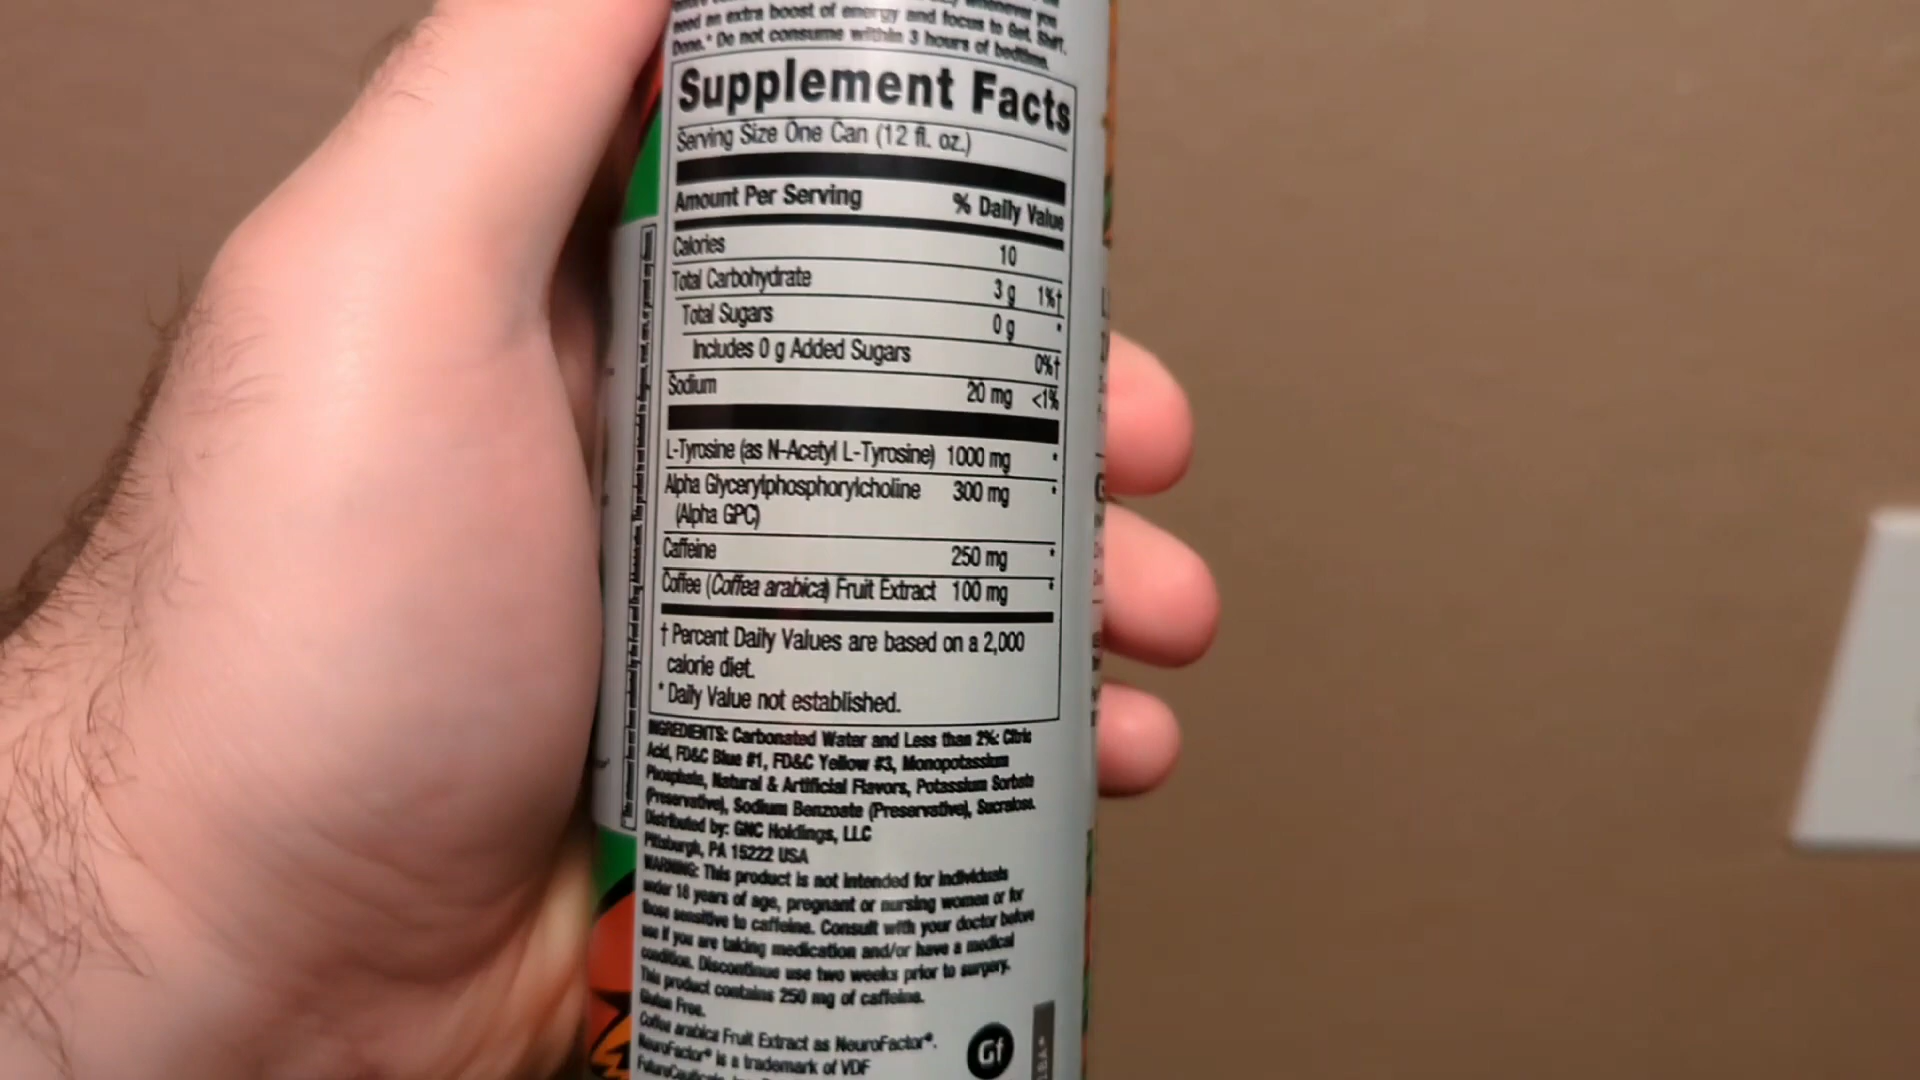 need an extra boost of energy and focus to Get Shift
Done.* Do not consume within 3 hours of bedtime.
Supplement Facts
Serving Size One Can (12 fl. oz.)
Amount Per Serving % Daily Value
Calories 10
Total Carbohydrate 3 g 1%†
Total Sugars 0 g *
Includes 0 g Added Sugars 0%†
Sodium 20 mg <1%
L-Tyrosine (as N-Acetyl L-Tyrosine) 1000 mg *
Alpha Glycerylphosphorylcholine 300 mg *
(Alpha GPC)
Caffeine 250 mg *
Coffee (Coffea arabica) Fruit Extract 100 mg *
† Percent Daily Values are based on a 2,000
calorie diet.
* Daily Value not established.
INGREDIENTS: Carbonated Water and Less than 2%: Citric
Acid, FD&C Blue #1, FD&C Yellow #3, Monopotassium
Phosphate, Natural & Artificial Flavors, Potassium Sorbate
(Preservative), Sodium Benzoate (Preservative), Sucralose.
Distributed by: GNC Holdings, LLC
Pittsburgh, PA 15222 USA
WARNING: This product is not intended for individuals
under 18 years of age, pregnant or nursing women or for
those sensitive to caffeine. Consult with your doctor before
use if you are taking medication and/or have a medical
condition. Discontinue use two weeks prior to surgery.
This product contains 250 mg of caffeine.
Gluten Free.
Coffea arabica Fruit Extract as NeuroFactor®.
NeuroFactor® is a trademark of VDF
Gf